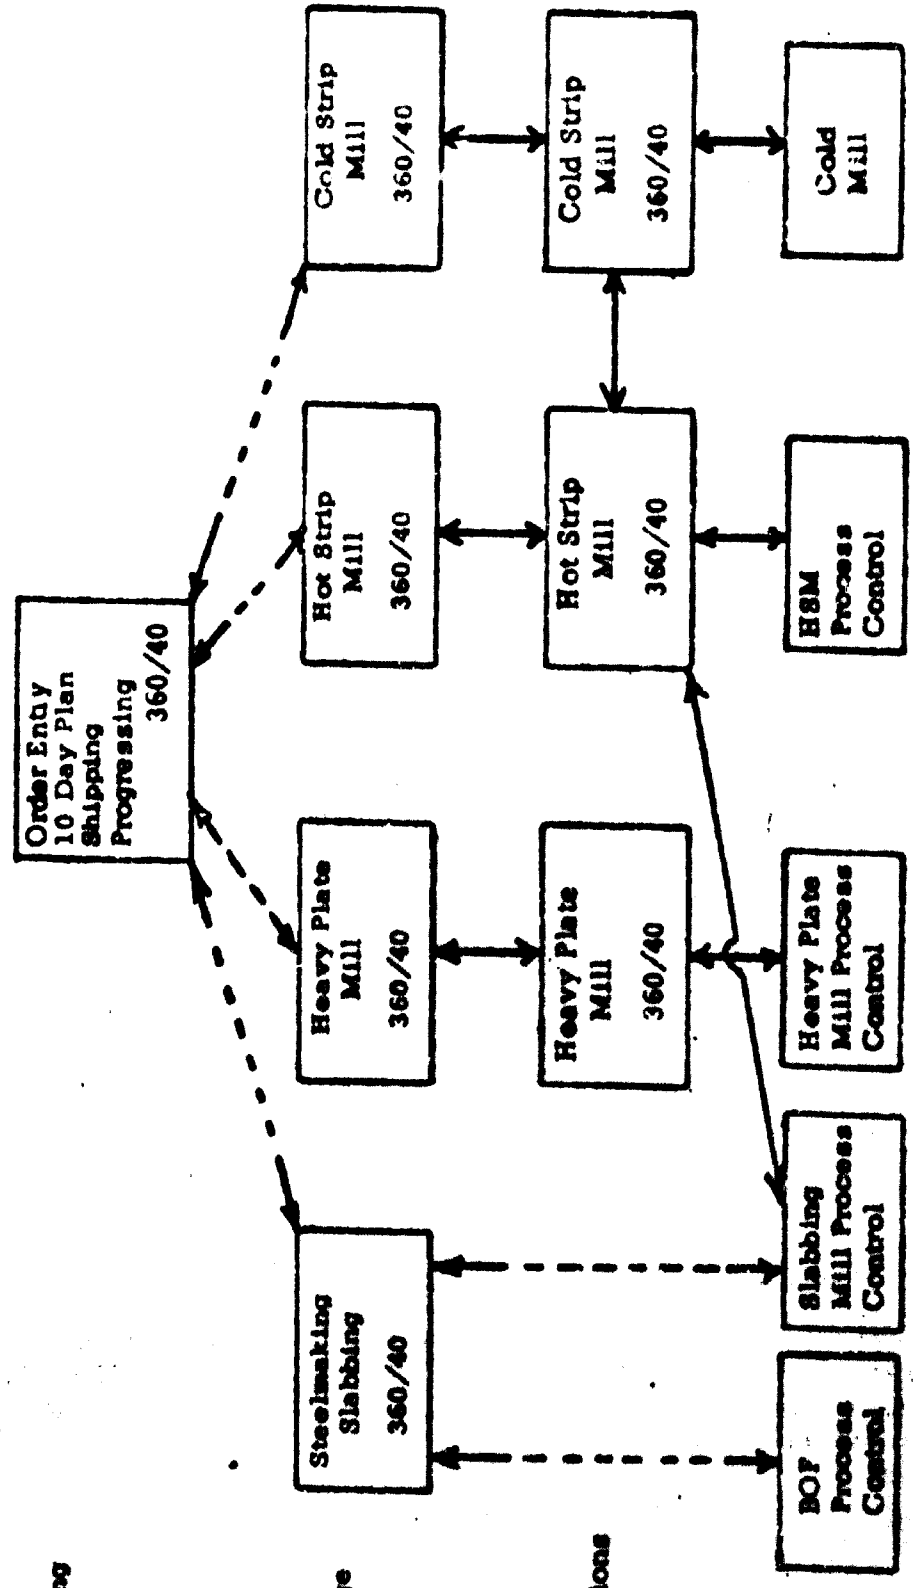 Order Entry
10 Day Plan
Shipping
Progressing
360/40
Steelmaking
Slabbing
360/40
Heavy Plate
Mill
360/40
Hot Strip
Mill
360/40
Cold Strip
Mill
360/40
Heavy Plate
Mill
360/40
Hot Strip
Mill
360/40
Cold Strip
Mill
360/40
BOF
Process
Control
Slabbing
Mill Process
Control
Heavy Plate
Mill Process
Control
HSM
Process
Control
Cold
Mill